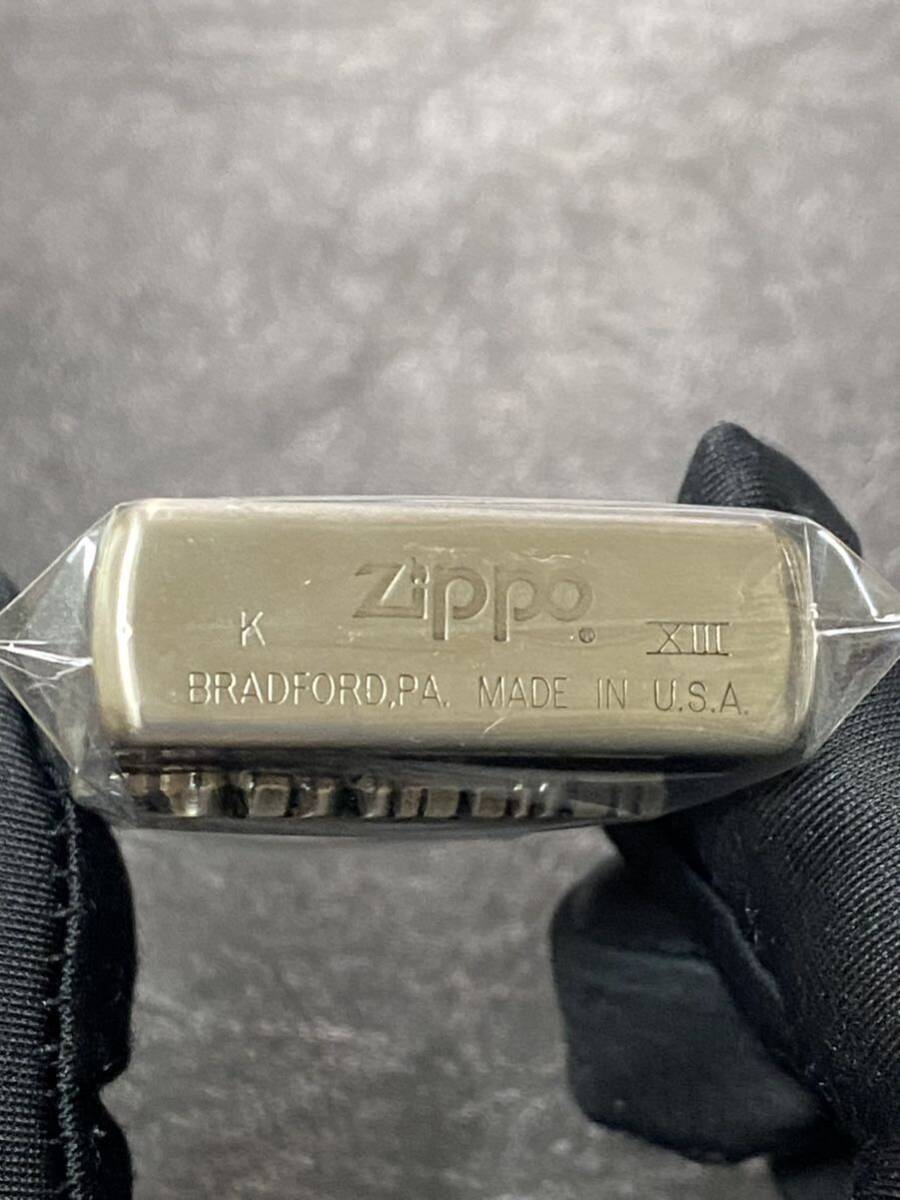 Zippo®
K XIII
BRADFORD,PA. MADE IN U.S.A.